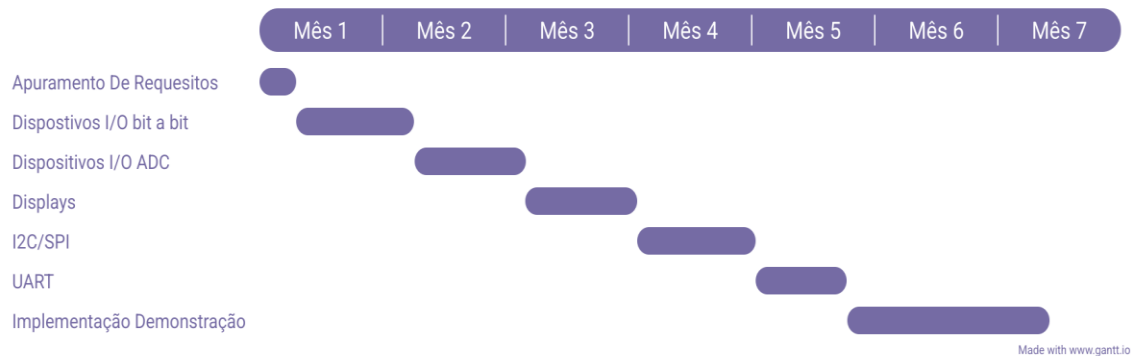 Mês 1 Mês 2 Mês 3 Mês 4 Mês 5 Mês 6 Mês 7
Apuramento De Requesitos
Dispostivos I/O bit a bit
Dispositivos I/O ADC
Displays
I2C/SPI
UART
Implementação Demonstração
Made with www.gantt.io